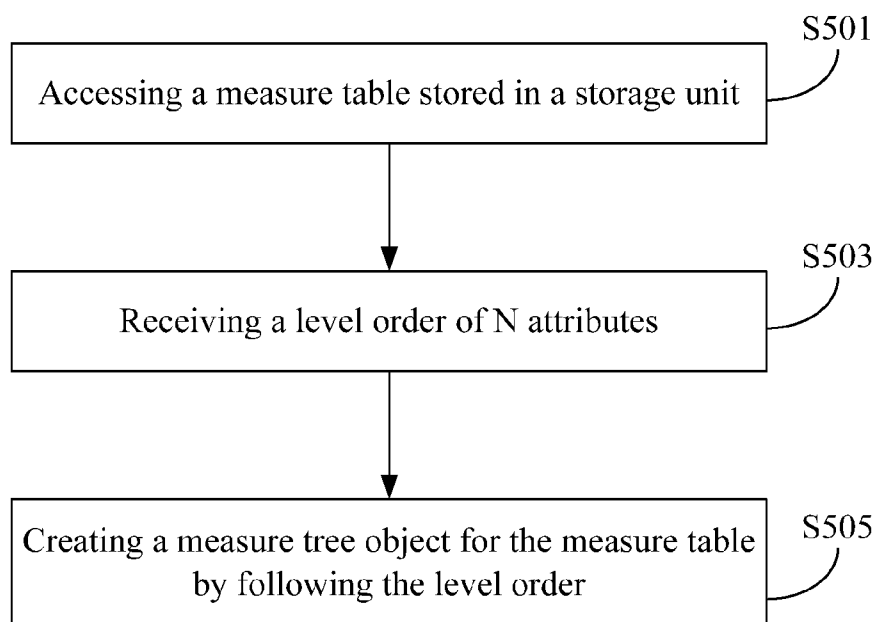 S501
Accessing a measure table stored in a storage unit
S503
Receiving a level order of N attributes
S505
Creating a measure tree object for the measure table
by following the level order